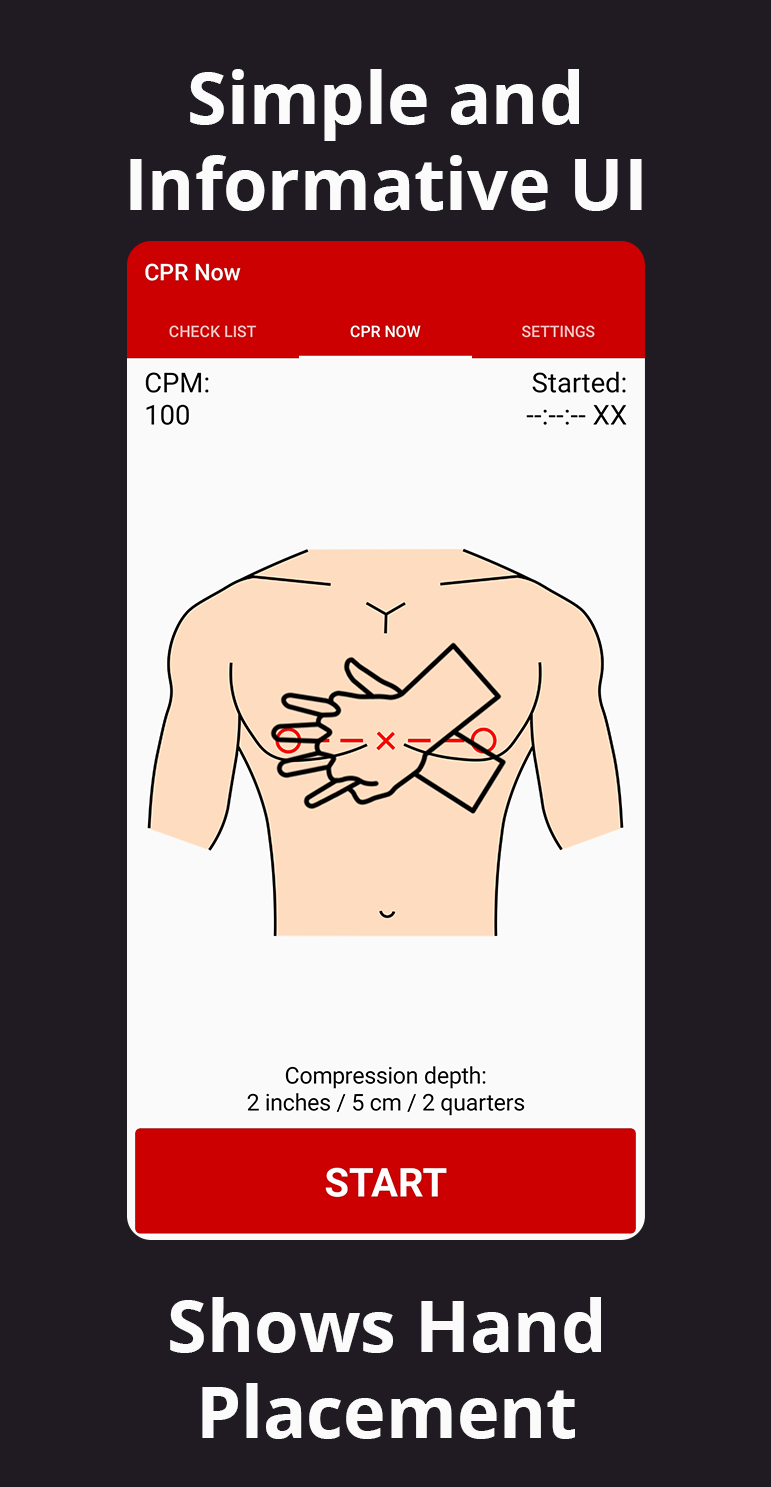 Simple and
Informative UI
CPR Now
CHECK LIST CPR NOW SETTINGS
CPM: Started:
100 --:--:-- XX
Compression depth:
2 inches / 5 cm / 2 quarters
START
Shows Hand
Placement